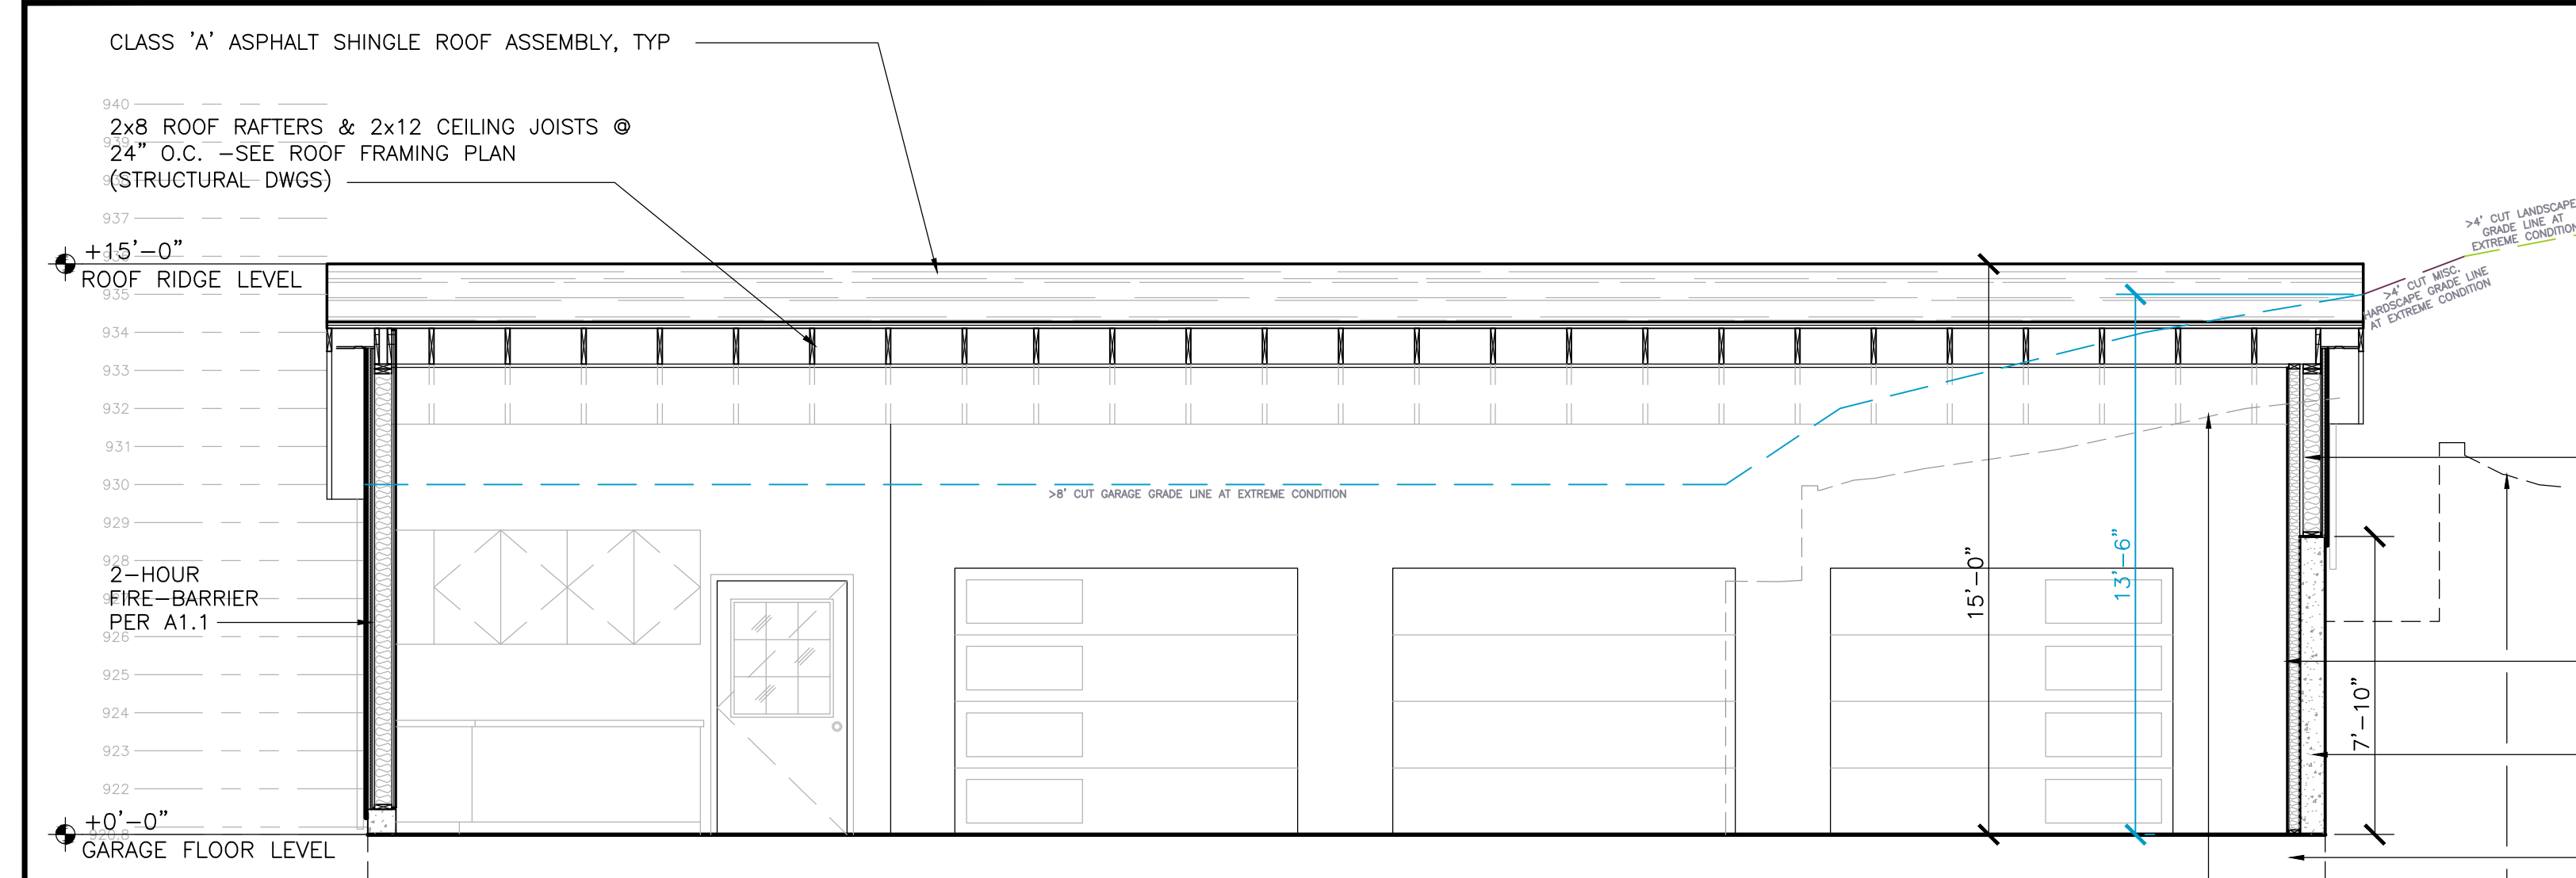 CLASS 'A' ASPHALT SHINGLE ROOF ASSEMBLY, TYP
940
2x8 ROOF RAFTERS & 2x12 CEILING JOISTS @
939
24" O.C. -SEE ROOF FRAMING PLAN
(STRUCTURAL DWGS)
937
+15'-0"
ROOF RIDGE LEVEL
935
934
933
932
931
930
929
928
2-HOUR
FIRE-BARRIER
PER A1.1
926
925
924
923
922
+0'-0"
920.8
GARAGE FLOOR LEVEL
>8' CUT GARAGE GRADE LINE AT EXTREME CONDITION
15'-0"
13'-6"
7'-10"
>4' CUT LANDSCAPE
GRADE LINE AT
EXTREME CONDITION
>4' CUT MISC.
HARDSCAPE GRADE LINE
AT EXTREME CONDITION